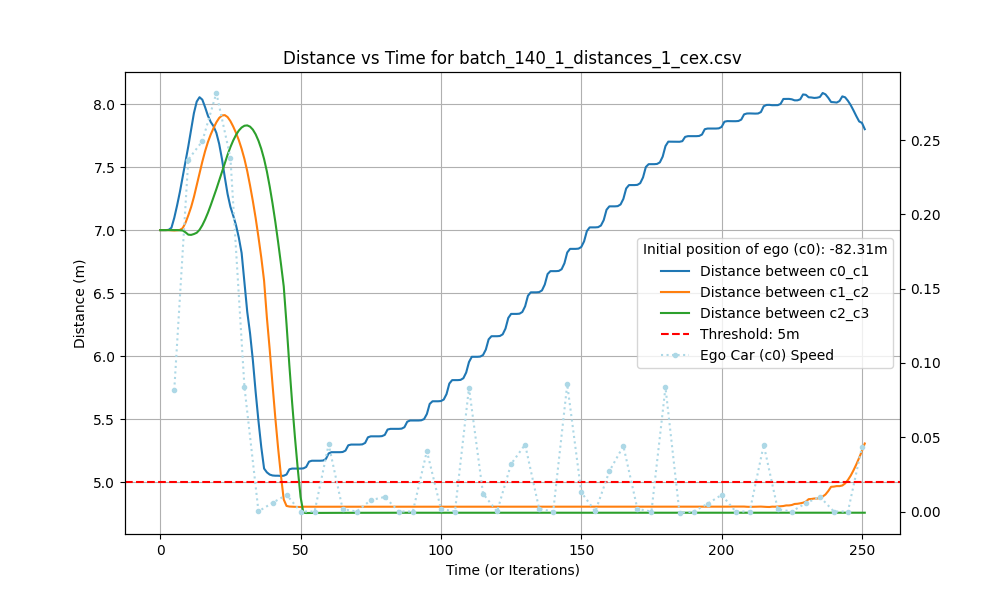 Distance vs Time for batch_140_1_distances_1_cex.csv
Distance (m)
8.0
7.5
7.0
6.5
6.0
5.5
5.0
0.25
0.20
0.15
0.10
0.05
0.00
Initial position of ego (c0): -82.31m
Distance between c0_c1
Distance between c1_c2
Distance between c2_c3
Threshold: 5m
Ego Car (c0) Speed
0 50 100 150 200 250
Time (or Iterations)